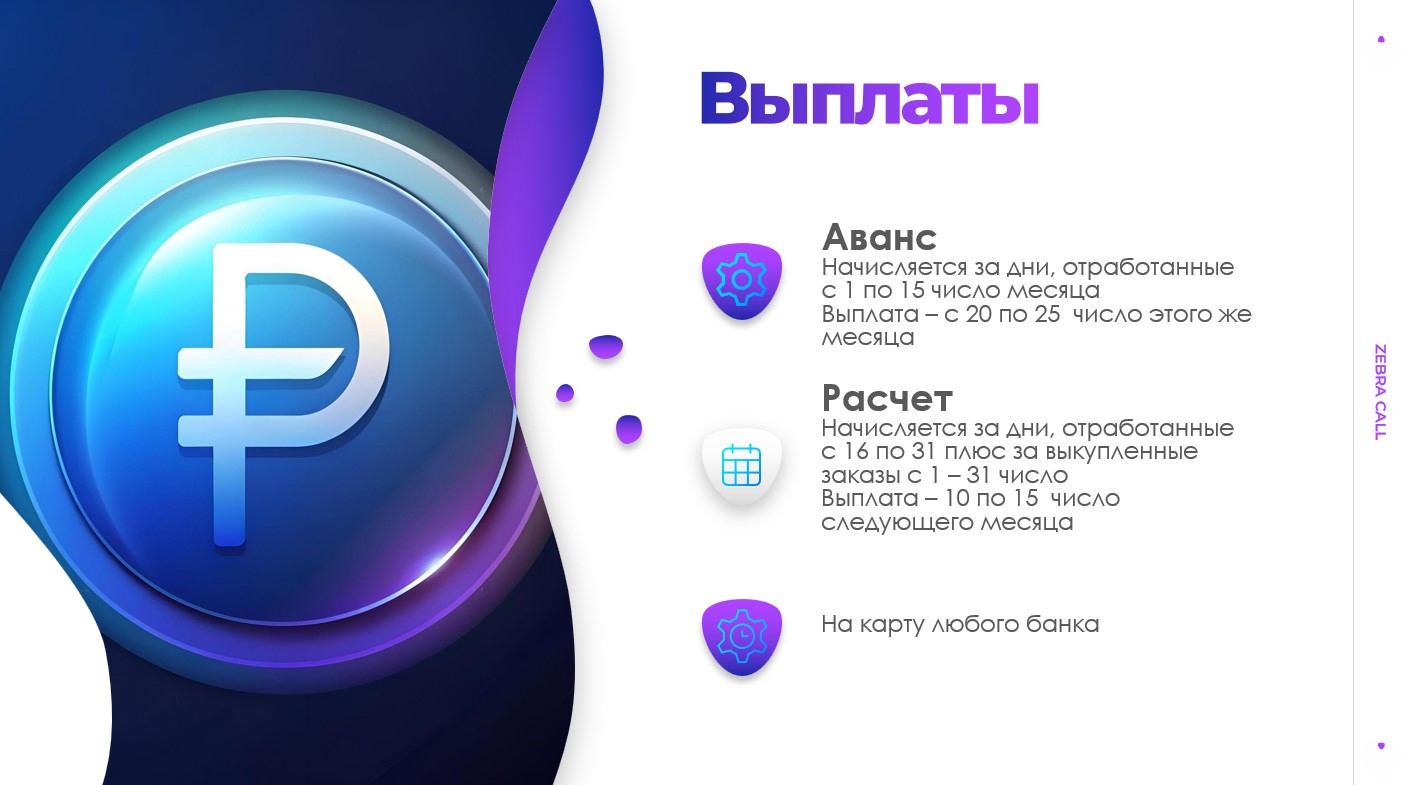 Выплаты
Аванс
Начисляется за дни, отработанные
с 1 по 15 число месяца
Выплата – с 20 по 25 число этого же
месяца
Расчет
Начисляется за дни, отработанные
с 16 по 31 плюс за выкупленные
заказы с 1 – 31 число
Выплата – 10 по 15 число
следующего месяца
На карту любого банка
ZEBRA CALL